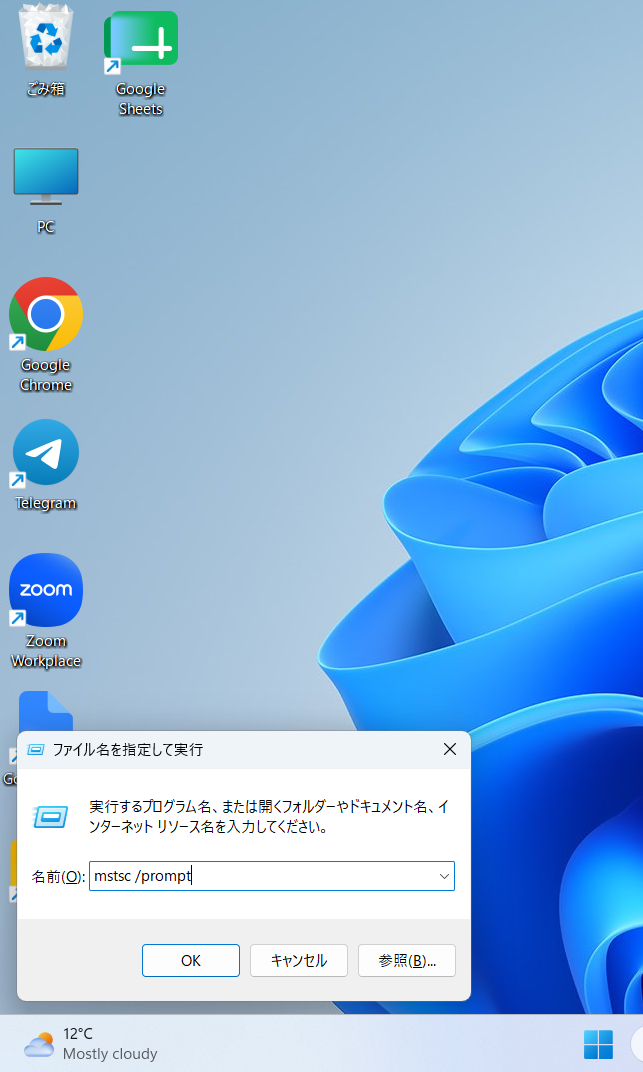 ごみ箱
Google
Sheets
PC
Google
Chrome
Telegram
zoom
Zoom
Workplace
Go
ファイル名を指定して実行
実行するプログラム名、または開くフォルダーやドキュメント名、イ
ンターネット リソース名を入力してください。
名前(O):
mstsc /prompt
OK
キャンセル
参照(B)...
12°C
Mostly cloudy